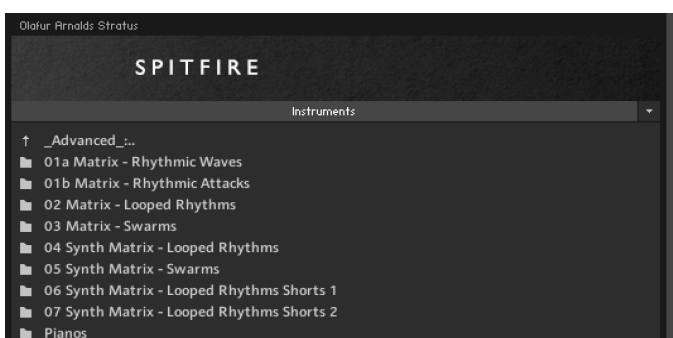 Olafur Arnalds Stratus
SPITFIRE
Instruments
_Advanced_:..
01a Matrix - Rhythmic Waves
01b Matrix - Rhythmic Attacks
02 Matrix - Looped Rhythms
03 Matrix - Swarms
04 Synth Matrix - Looped Rhythms
05 Synth Matrix - Swarms
06 Synth Matrix - Looped Rhythms Shorts 1
07 Synth Matrix - Looped Rhythms Shorts 2
Pianos